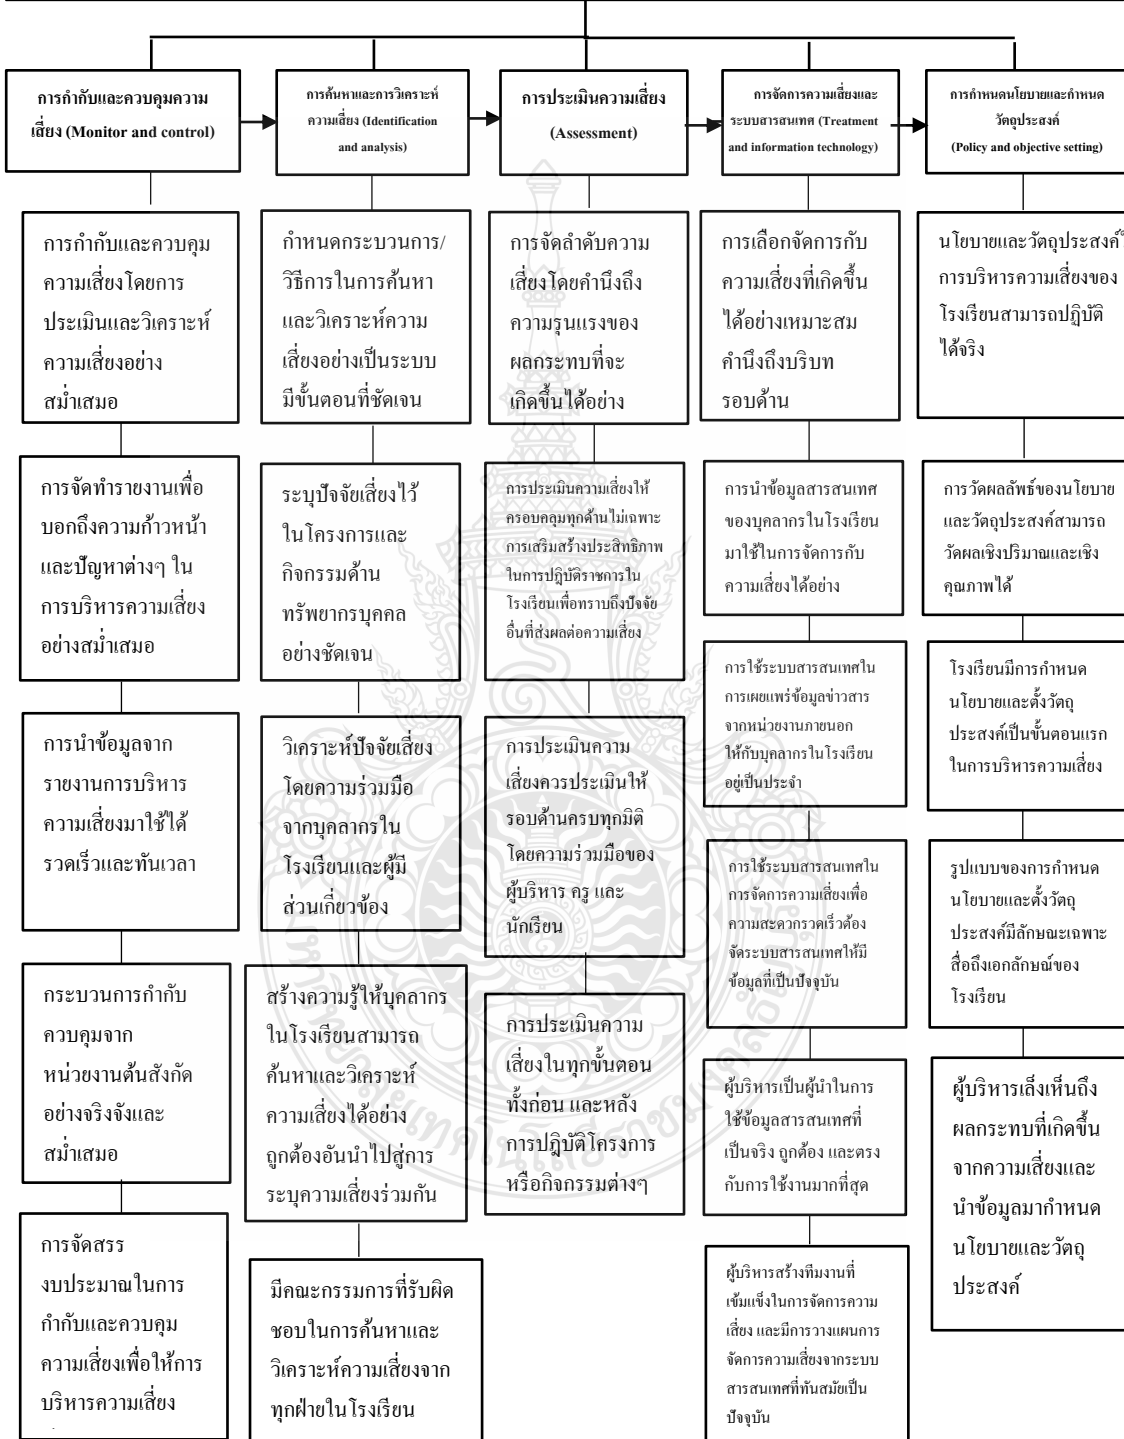 การกำกับและควบคุมความ
เสี่ยง (Monitor and control)
การค้นหาและการวิเคราะห์
ความเสี่ยง (Identification
and analysis)
การประเมินความเสี่ยง
(Assessment)
การจัดการความเสี่ยงและ
ระบบสารสนเทศ (Treatment
and information technology)
การกำหนดนโยบายและกำหนด
วัตถุประสงค์
(Policy and objective setting)
การกำกับและควบคุม
ความเสี่ยงโดยการ
ประเมินและวิเคราะห์
ความเสี่ยงอย่าง
สม่ำเสมอ
การจัดทำรายงานเพื่อ
บอกถึงความก้าวหน้า
และปัญหาต่างๆ ใน
การบริหารความเสี่ยง
อย่างสม่ำเสมอ
การนำข้อมูลจาก
รายงานการบริหาร
ความเสี่ยงมาใช้ได้
รวดเร็วและทันเวลา
กระบวนการกำกับ
ควบคุมจาก
หน่วยงานต้นสังกัด
อย่างจริงจังและ
สม่ำเสมอ
การจัดสรร
งบประมาณในการ
กำกับและควบคุม
ความเสี่ยงเพื่อให้การ
บริหารความเสี่ยง
กำหนดกระบวนการ/
วิธีการในการค้นหา
และวิเคราะห์ความ
เสี่ยงอย่างเป็นระบบ
มีขั้นตอนที่ชัดเจน
ระบุปัจจัยเสี่ยงไว้
ในโครงการและ
กิจกรรมด้าน
ทรัพยากรบุคคล
อย่างชัดเจน
วิเคราะห์ปัจจัยเสี่ยง
โดยความร่วมมือ
จากบุคลากรใน
โรงเรียนและผู้มี
ส่วนเกี่ยวข้อง
สร้างความรู้ให้บุคลากร
ในโรงเรียนสามารถ
ค้นหาและวิเคราะห์
ความเสี่ยงได้อย่าง
ถูกต้องอันนำไปสู่การ
ระบุความเสี่ยงร่วมกัน
มีคณะกรรมการที่รับผิด
ชอบในการค้นหาและ
วิเคราะห์ความเสี่ยงจาก
ทุกฝ่ายในโรงเรียน
การจัดลำดับความ
เสี่ยงโดยคำนึงถึง
ความรุนแรงของ
ผลกระทบที่จะ
เกิดขึ้นได้อย่าง
การประเมินความเสี่ยงให้
ครอบคลุมทุกด้านไม่เฉพาะ
การเสริมสร้างประสิทธิภาพ
ในการปฏิบัติราชการใน
โรงเรียนเพื่อทราบถึงปัจจัย
อื่นที่ส่งผลต่อความเสี่ยง
การประเมินความ
เสี่ยงควรประเมินให้
รอบด้านครบทุกมิติ
โดยความร่วมมือของ
ผู้บริหาร ครู และ
นักเรียน
การประเมินความ
เสี่ยงในทุกขั้นตอน
ทั้งก่อน และหลัง
การปฏิบัติโครงการ
หรือกิจกรรมต่างๆ
การเลือกจัดการกับ
ความเสี่ยงที่เกิดขึ้น
ได้อย่างเหมาะสม
คำนึงถึงบริบท
รอบด้าน
การนำข้อมูลสารสนเทศ
ของบุคลากรในโรงเรียน
มาใช้ในการจัดการกับ
ความเสี่ยงได้อย่าง
การใช้ระบบสารสนเทศใน
การเผยแพร่ข้อมูลข่าวสาร
จากหน่วยงานภายนอก
ให้กับบุคลากรในโรงเรียน
อยู่เป็นประจำ
การใช้ระบบสารสนเทศใน
การจัดการความเสี่ยงเพื่อ
ความสะดวกรวดเร็วต้อง
จัดระบบสารสนเทศให้มี
ข้อมูลที่เป็นปัจจุบัน
ผู้บริหารเป็นผู้นำในการ
ใช้ข้อมูลสารสนเทศที่
เป็นจริง ถูกต้อง และตรง
กับการใช้งานมากที่สุด
ผู้บริหารสร้างทีมงานที่
เข้มแข็งในการจัดการความ
เสี่ยง และมีการวางแผนการ
จัดการความเสี่ยงจากระบบ
สารสนเทศที่ทันสมัยเป็น
ปัจจุบัน
นโยบายและวัตถุประสงค์
การบริหารความเสี่ยงของ
โรงเรียนสามารถปฏิบัติ
ได้จริง
การวัดผลลัพธ์ของนโยบาย
และวัตถุประสงค์สามารถ
วัดผลเชิงปริมาณและเชิง
คุณภาพได้
โรงเรียนมีการกำหนด
นโยบายและตั้งวัตถุ
ประสงค์เป็นขั้นตอนแรก
ในการบริหารความเสี่ยง
รูปแบบของการกำหนด
นโยบายและตั้งวัตถุ
ประสงค์มีลักษณะเฉพาะ
สื่อถึงเอกลักษณ์ของ
โรงเรียน
ผู้บริหารเล็งเห็นถึง
ผลกระทบที่เกิดขึ้น
จากความเสี่ยงและ
นำข้อมูลมากำหนด
นโยบายและวัตถุ
ประสงค์
มหาวิทยาลัยเทคโนโลยีราชมงคลธัญบุรี